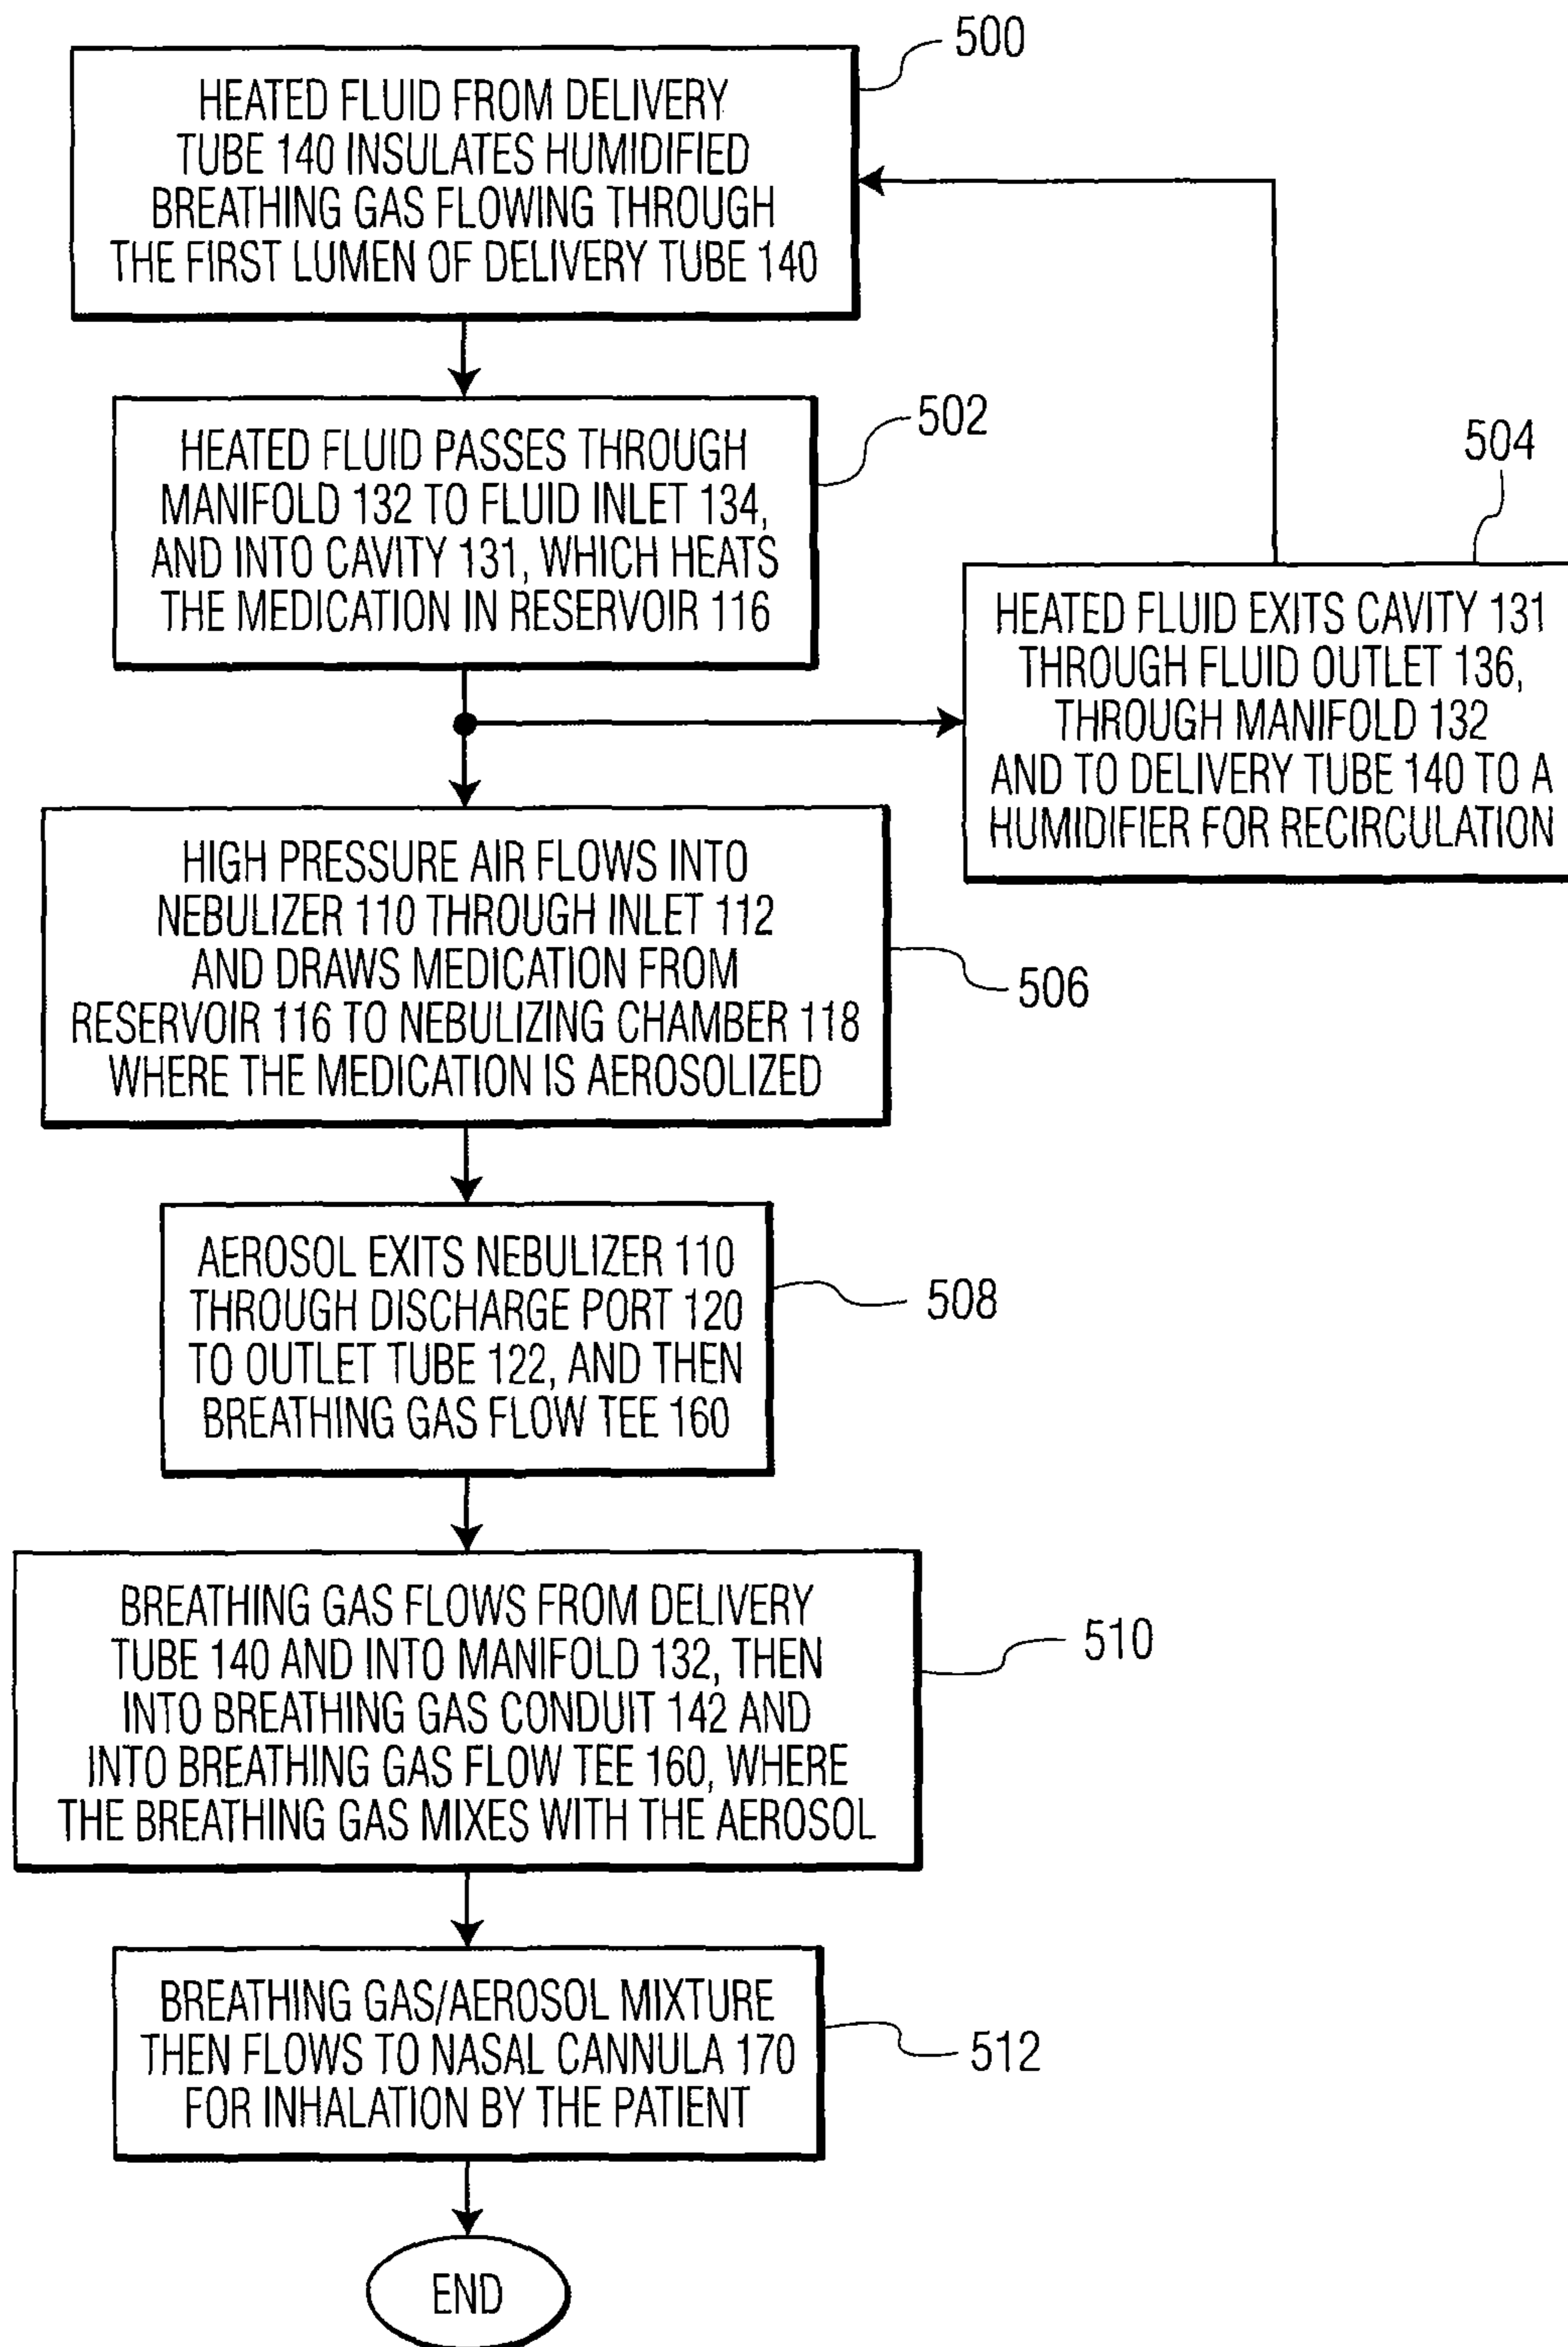 500
HEATED FLUID FROM DELIVERY
TUBE 140 INSULATES HUMIDIFIED
BREATHING GAS FLOWING THROUGH
THE FIRST LUMEN OF DELIVERY TUBE 140
502
HEATED FLUID PASSES THROUGH
MANIFOLD 132 TO FLUID INLET 134,
AND INTO CAVITY 131, WHICH HEATS
THE MEDICATION IN RESERVOIR 116
504
HEATED FLUID EXITS CAVITY 131
THROUGH FLUID OUTLET 136,
THROUGH MANIFOLD 132
AND TO DELIVERY TUBE 140 TO A
HUMIDIFIER FOR RECIRCULATION
HIGH PRESSURE AIR FLOWS INTO
NEBULIZER 110 THROUGH INLET 112
AND DRAWS MEDICATION FROM
RESERVOIR 116 TO NEBULIZING CHAMBER 118
WHERE THE MEDICATION IS AEROSOLIZED
506
AEROSOL EXITS NEBULIZER 110
THROUGH DISCHARGE PORT 120
TO OUTLET TUBE 122, AND THEN
BREATHING GAS FLOW TEE 160
508
BREATHING GAS FLOWS FROM DELIVERY
TUBE 140 AND INTO MANIFOLD 132, THEN
INTO BREATHING GAS CONDUIT 142 AND
INTO BREATHING GAS FLOW TEE 160, WHERE
THE BREATHING GAS MIXES WITH THE AEROSOL
510
BREATHING GAS/AEROSOL MIXTURE
THEN FLOWS TO NASAL CANNULA 170
FOR INHALATION BY THE PATIENT
512
END